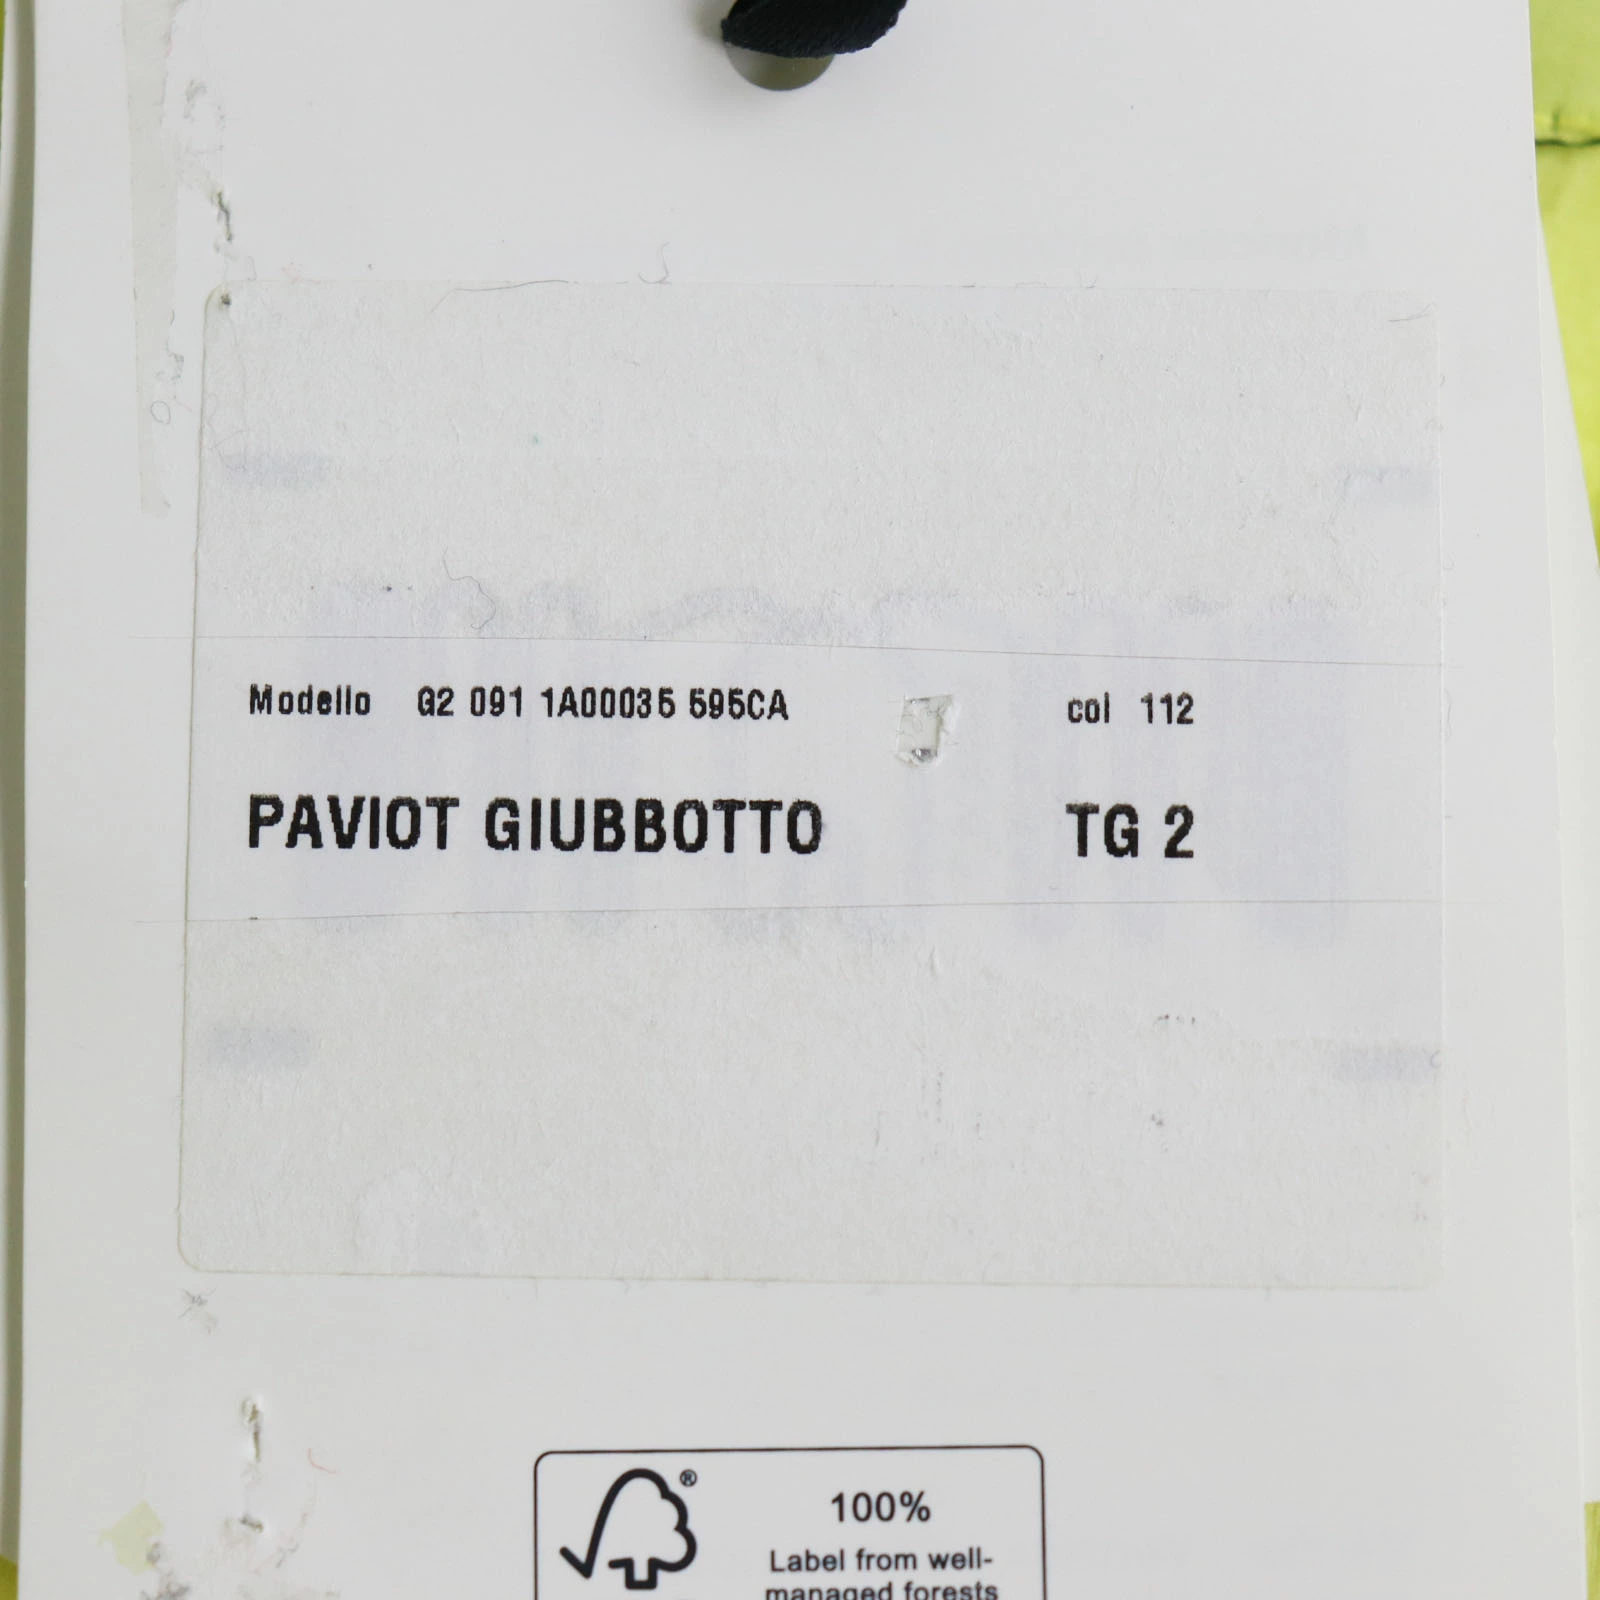 Modello G2 091 1A00035 595CA col 112
PAVIOT GIUBBOTTO TG 2
®
100%
Label from well-
managed forests